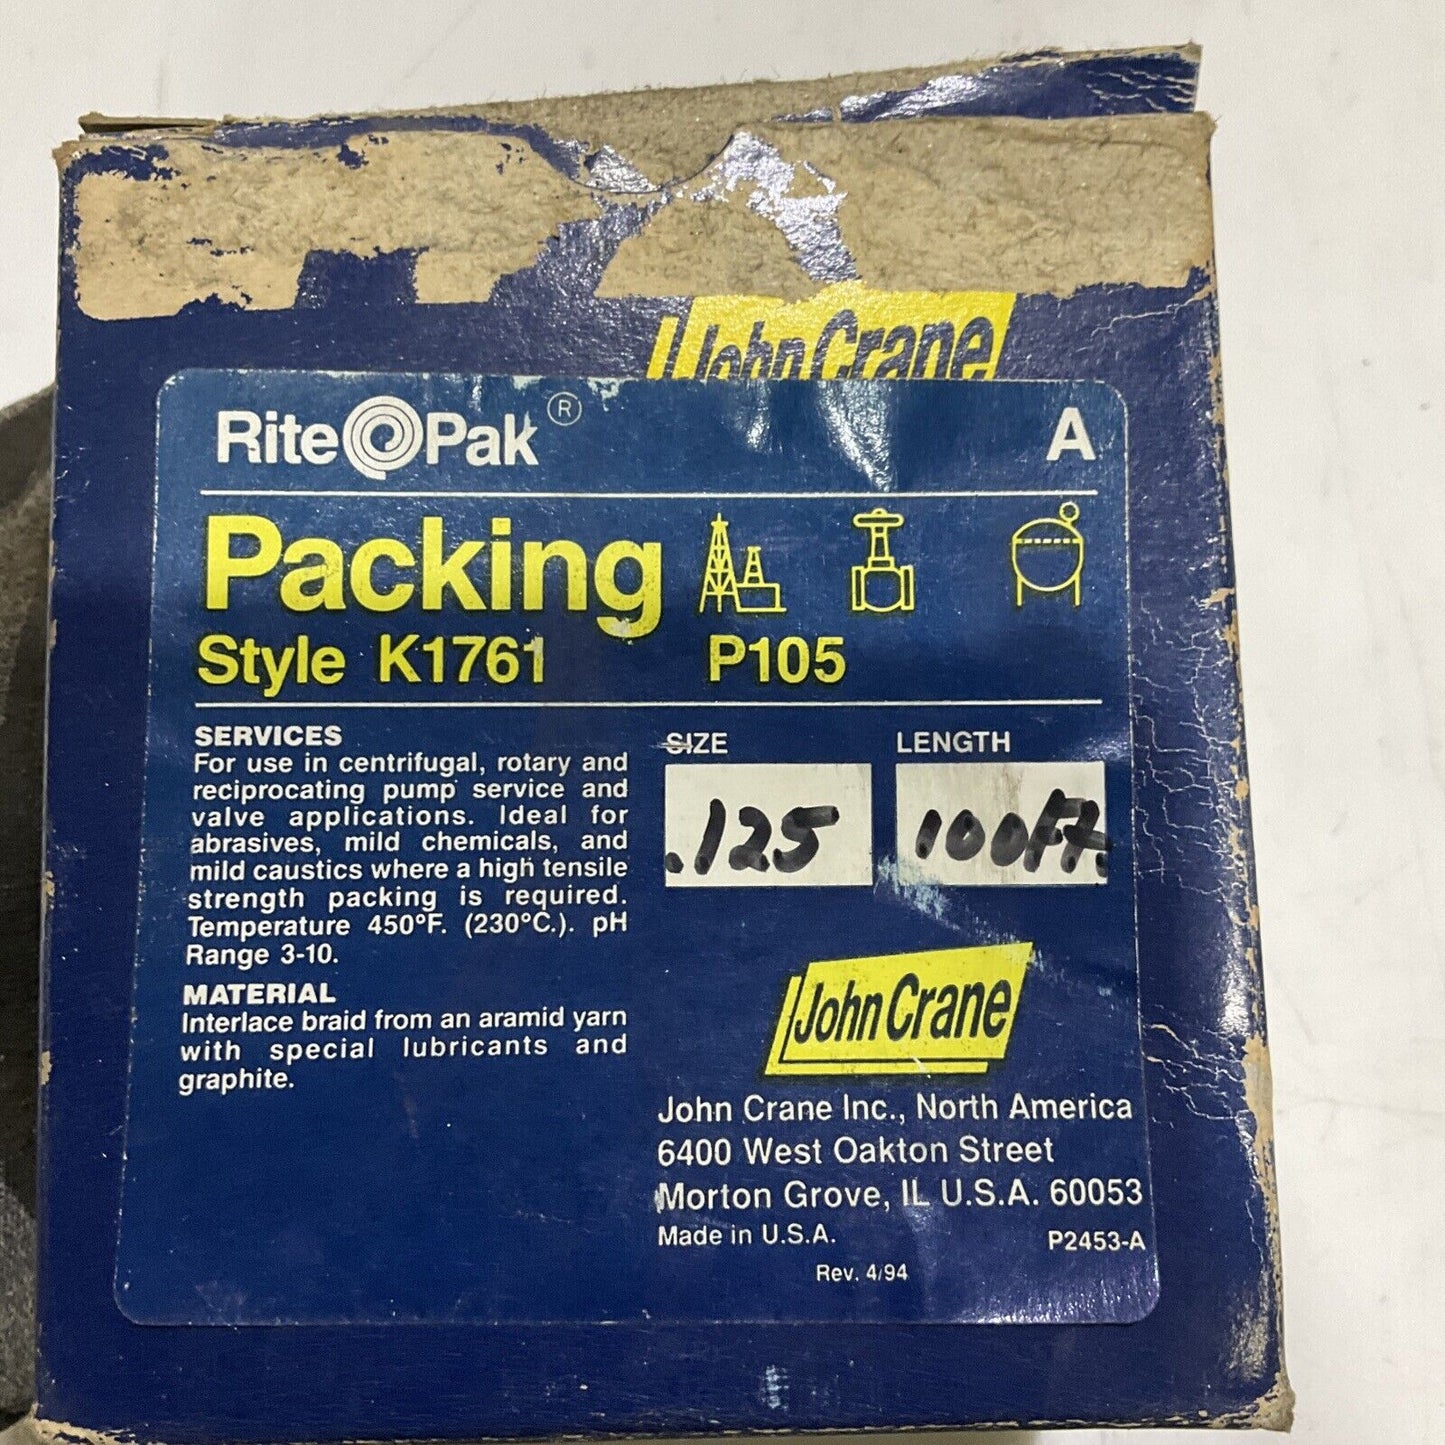 John Crane
Rite Pak ®
A
Packing
Style K1761 P105
SERVICES
For use in centrifugal, rotary and
reciprocating pump service and
valve applications. Ideal for
abrasives, mild chemicals, and
mild caustics where a high tensile
strength packing is required.
Temperature 450°F. (230°C.). pH
Range 3-10.
MATERIAL
Interlace braid from an aramid yarn
with special lubricants and
graphite.
SIZE
.125
LENGTH
100Ft.
John Crane
John Crane Inc., North America
6400 West Oakton Street
Morton Grove, IL U.S.A. 60053
Made in U.S.A.
P2453-A
Rev. 4/94